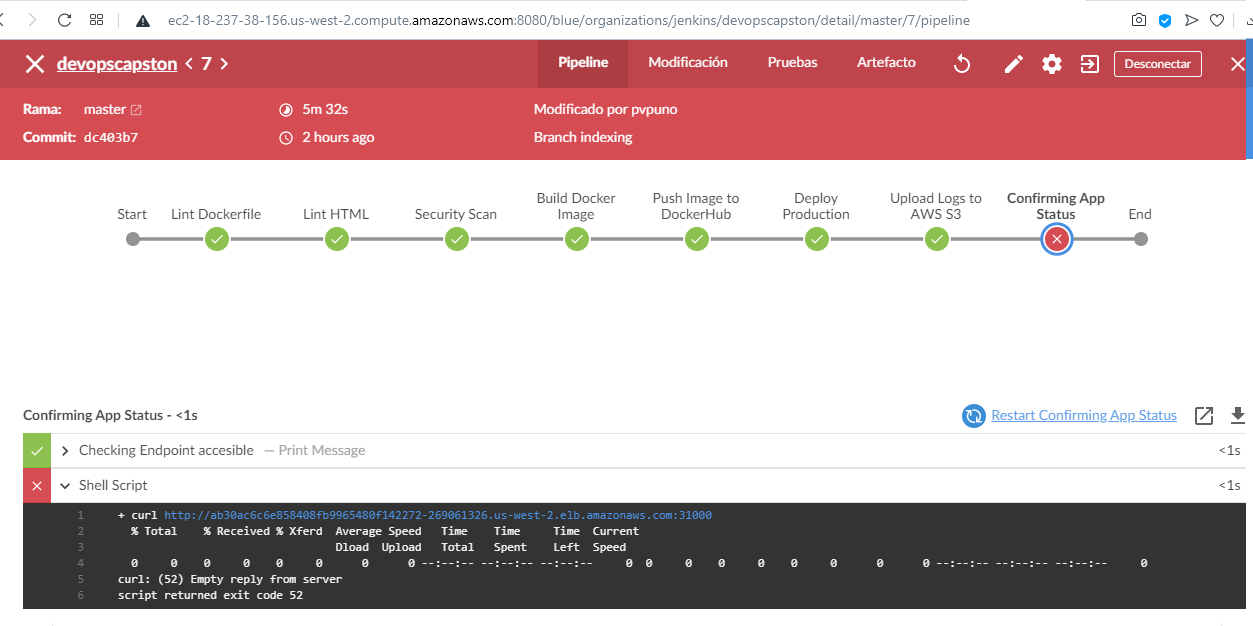 ec2-18-237-38-156.us-west-2.compute.amazonaws.com:8080/blue/organizations/jenkins/devopscapston/detail/master/7/pipeline
devopscapston < 7 >
Pipeline Modificación Pruebas Artefacto Desconectar
Rama: master 5m 32s Modificado por pvpuno
Commit: dc403b7 2 hours ago Branch indexing
Start Lint Dockerfile Lint HTML Security Scan Build Docker Image Push Image to DockerHub Deploy Production Upload Logs to AWS S3 Confirming App Status End
Confirming App Status - <1s Restart Confirming App Status
Checking Endpoint accesible — Print Message <1s
Shell Script <1s
1 + curl http://ab30ac6c6e858408fb9965480f142272-269061326.us-west-2.elb.amazonaws.com:31000
2 % Total % Received % Xferd Average Speed Time Time Time Current
3 Dload Upload Total Spent Left Speed
4 0 0 0 0 0 0 0 0 --:--:-- --:--:-- --:--:-- 0 0 0 0 0 0 0 0 0 --:--:-- --:--:-- --:--:-- 0
5 curl: (52) Empty reply from server
6 script returned exit code 52